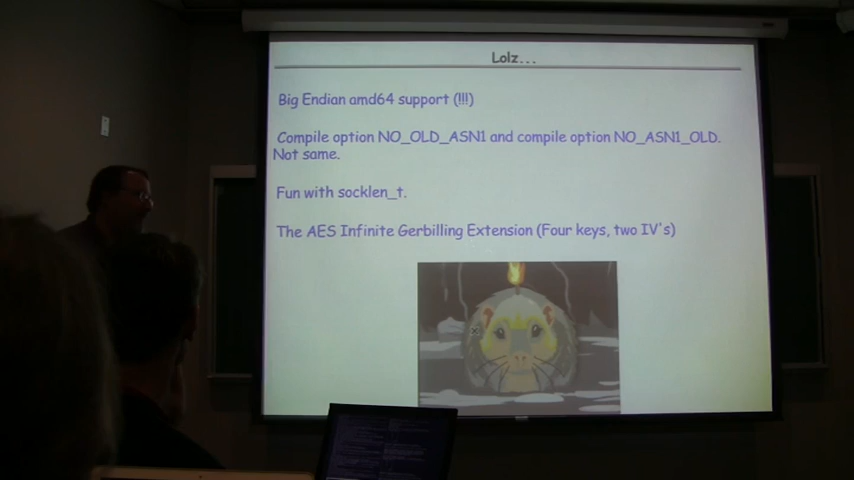 Lolz...
Big Endian amd64 support (!!!)
Compile option NO_OLD_ASN1 and compile option NO_ASN1_OLD.
Not same.
Fun with socklen_t.
The AES Infinite Gerbilling Extension (Four keys, two IV's)